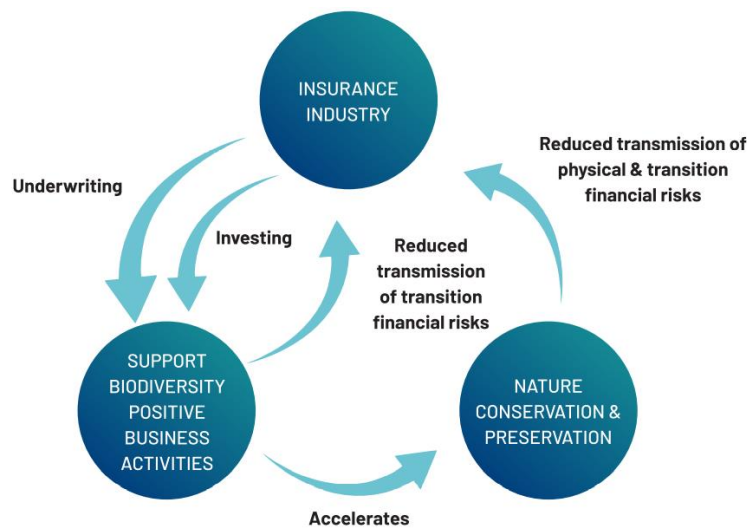 INSURANCE
INDUSTRY
Reduced transmission of
physical & transition
financial risks
Underwriting
Investing
Reduced
transmission
of transition
financial risks
SUPPORT
BIODIVERSITY
POSITIVE
BUSINESS
ACTIVITIES
NATURE
CONSERVATION &
PRESERVATION
Accelerates